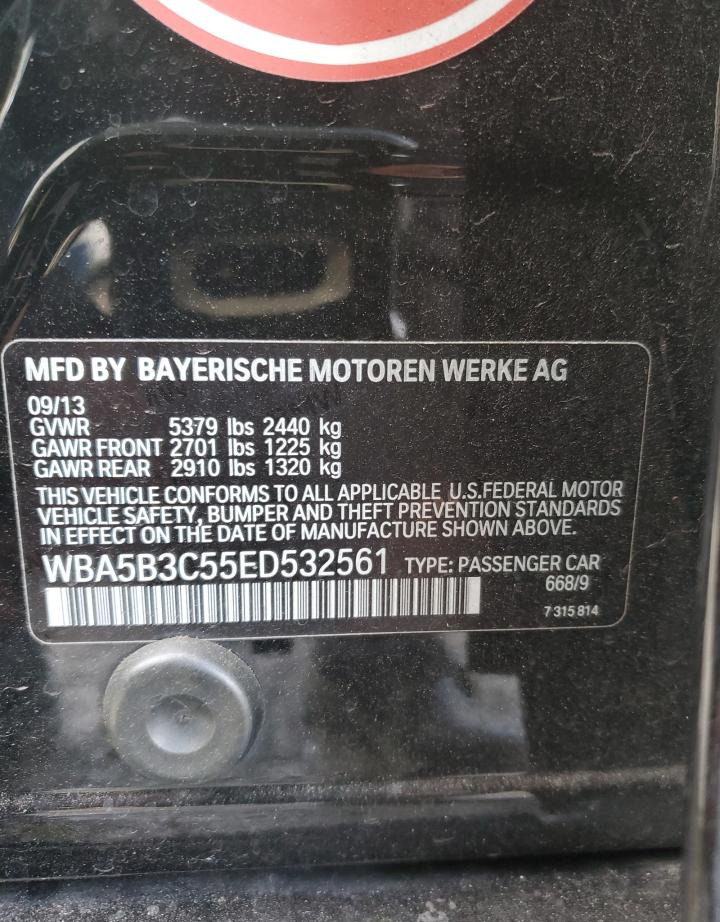 MFD BY BAYERISCHE MOTOREN WERKE AG
09/13
GVWR 5379 lbs 2440 kg
GAWR FRONT 2701 lbs 1225 kg
GAWR REAR 2910 lbs 1320 kg
THIS VEHICLE CONFORMS TO ALL APPLICABLE U.S.FEDERAL MOTOR
VEHICLE SAFETY, BUMPER AND THEFT PREVENTION STANDARDS
IN EFFECT ON THE DATE OF MANUFACTURE SHOWN ABOVE.
WBA5B3C55ED532561 TYPE: PASSENGER CAR
668/9
7 315 814